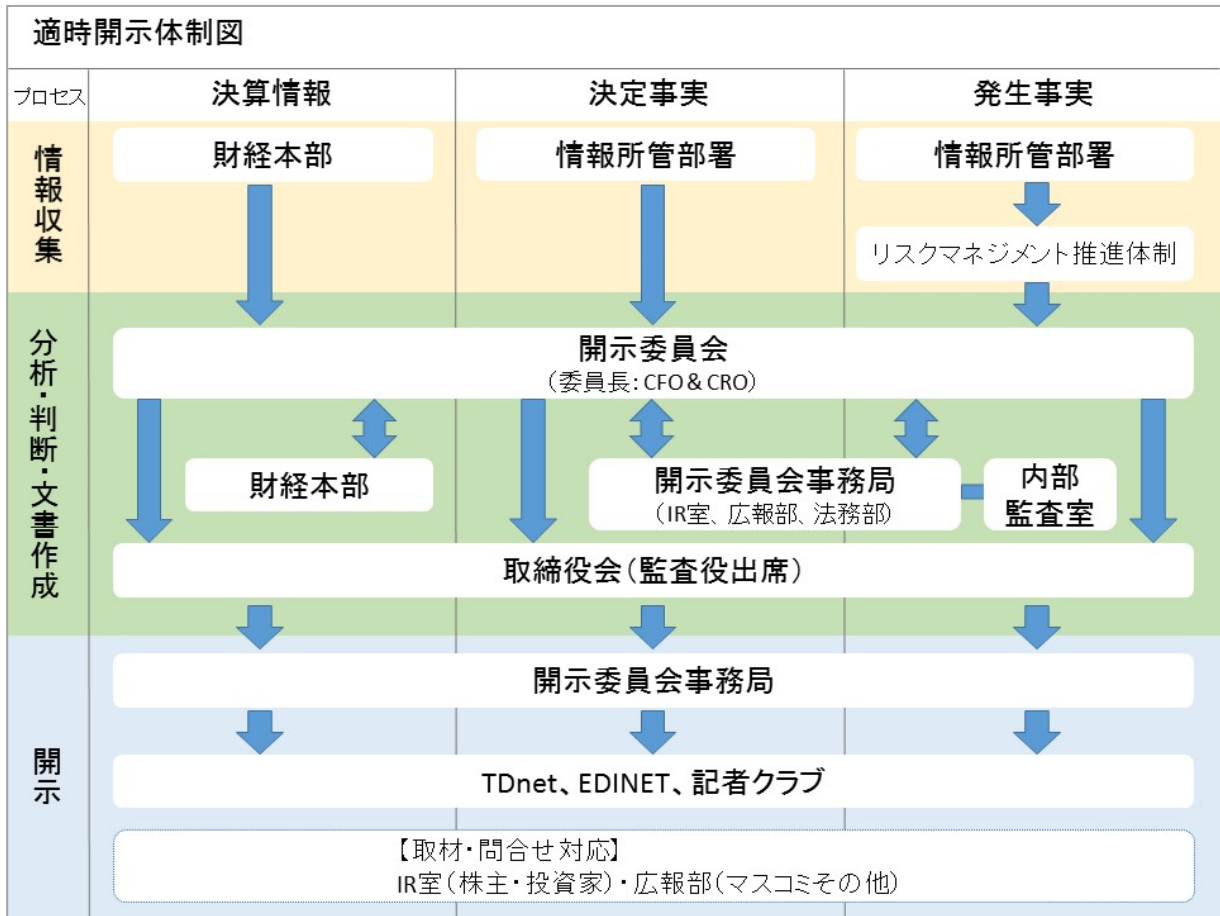 適時開示体制図
プロセス
決算情報
決定事実
発生事実
情報収集
財経本部
情報所管部署
情報所管部署
リスクマネジメント推進体制
分析・判断・文書作成
開示委員会
（委員長：CFO＆CRO）
財経本部
開示委員会事務局
（IR室、広報部、法務部）
内部
監査室
取締役会（監査役出席）
開示
開示委員会事務局
TDnet、EDINET、記者クラブ
【取材・問合せ対応】
IR室（株主・投資家）・広報部（マスコミその他）